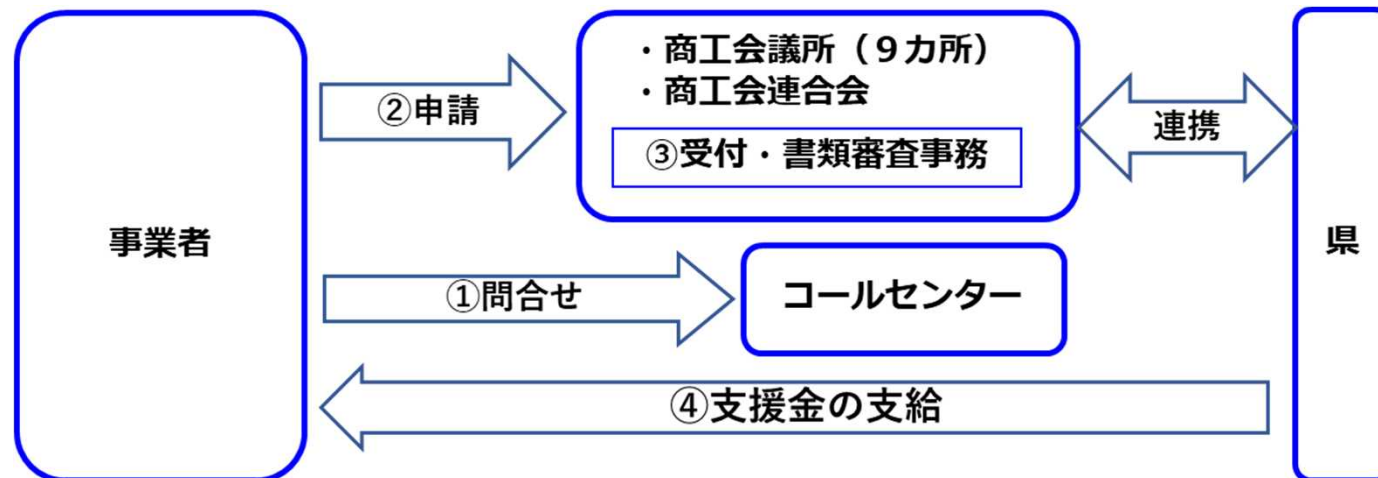 事業者
②申請
・商工会議所（９カ所）
・商工会連合会
③受付・書類審査事務
連携
県
①問合せ
コールセンター
④支援金の支給